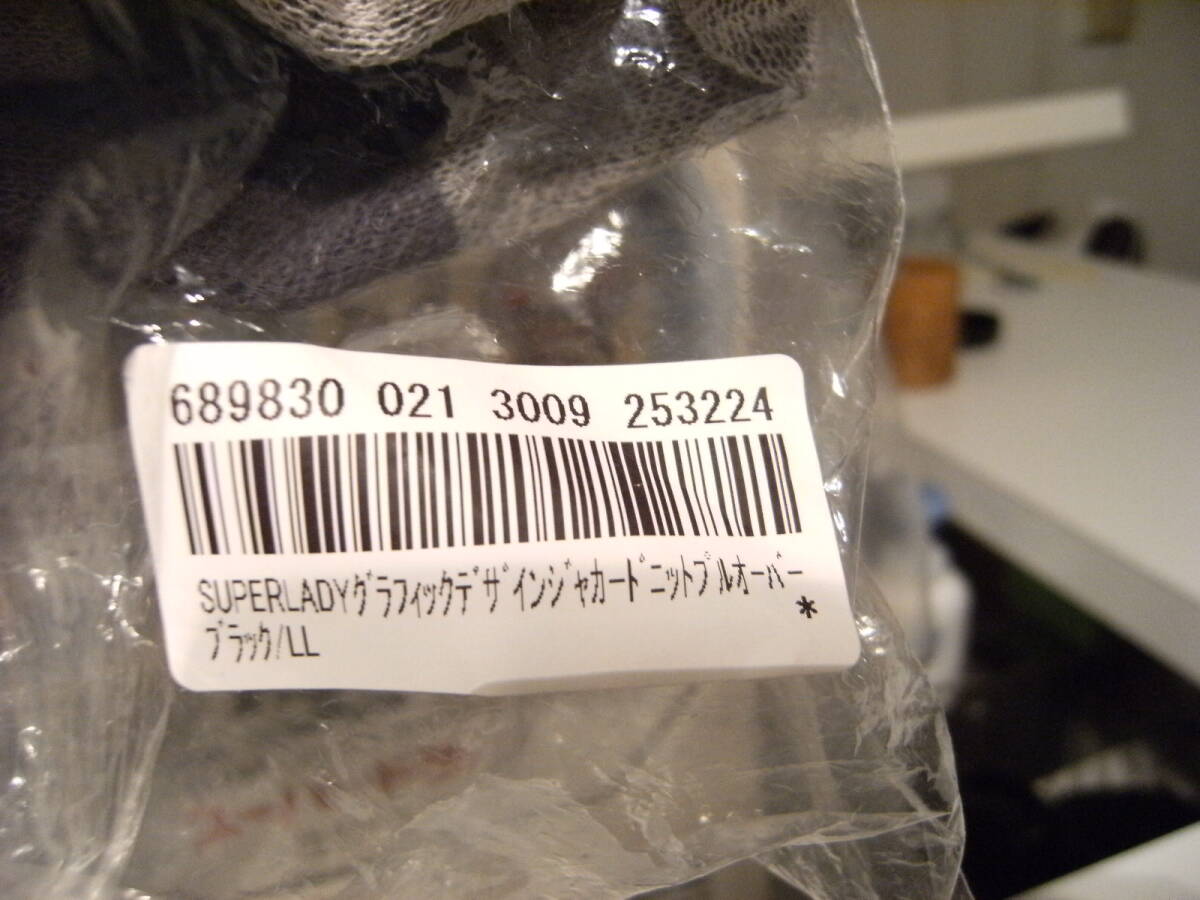 689830 021 3009 253224
SUPERLADYグラフィックデザインジャカードニットプルオーバー
*
ブラック/LL